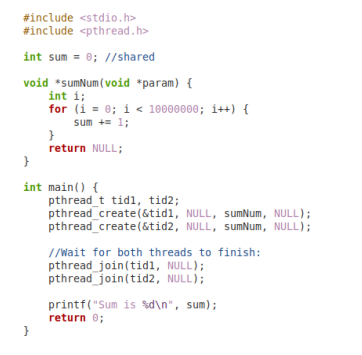 #include <stdio.h>
#include <pthread.h>
int sum = 0; //shared
void *sumNum(void *param) {
    int i;
    for (i = 0; i < 10000000; i++) {
        sum += 1;
    }
    return NULL;
}
int main() {
    pthread_t tid1, tid2;
    pthread_create(&tid1, NULL, sumNum, NULL);
    pthread_create(&tid2, NULL, sumNum, NULL);
    //Wait for both threads to finish:
    pthread_join(tid1, NULL);
    pthread_join(tid2, NULL);
    printf("Sum is %d\n", sum);
    return 0;
}